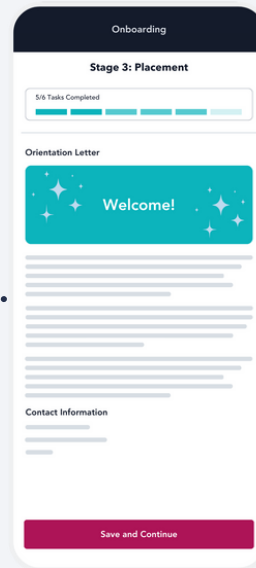 Onboarding
Stage 3: Placement
5/6 Tasks Completed
Orientation Letter
Welcome!
Contact Information
Save and Continue